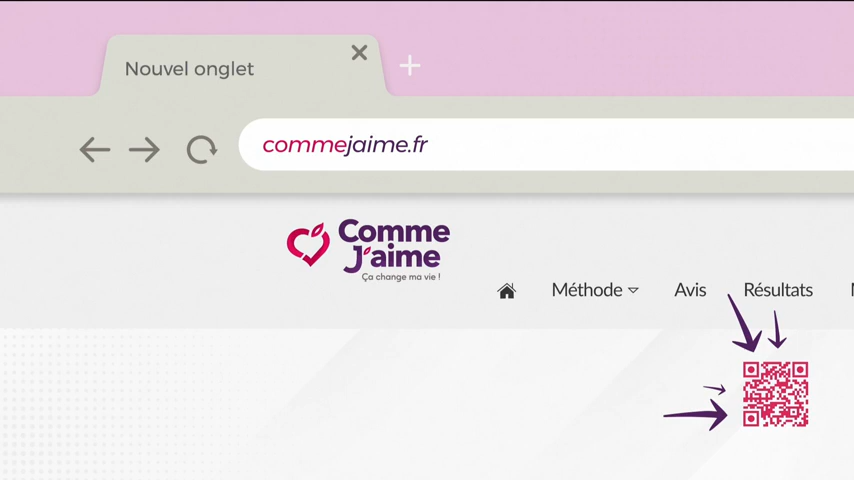 Nouvel onglet
commejaime.fr
Comme
J'aime
Ça change ma vie !
Méthode
Avis
Résultats